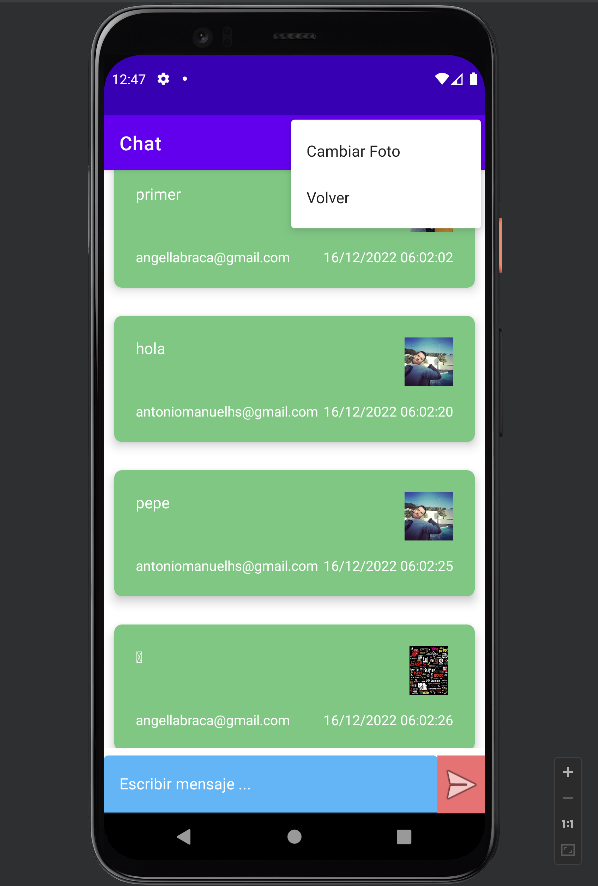 12:47
Chat
Cambiar Foto
Volver
primer
angellabraca@gmail.com 16/12/2022 06:02:02
hola
antoniomanuelhs@gmail.com 16/12/2022 06:02:20
pepe
antoniomanuelhs@gmail.com 16/12/2022 06:02:25
angellabraca@gmail.com 16/12/2022 06:02:26
Escribir mensaje ...
1:1